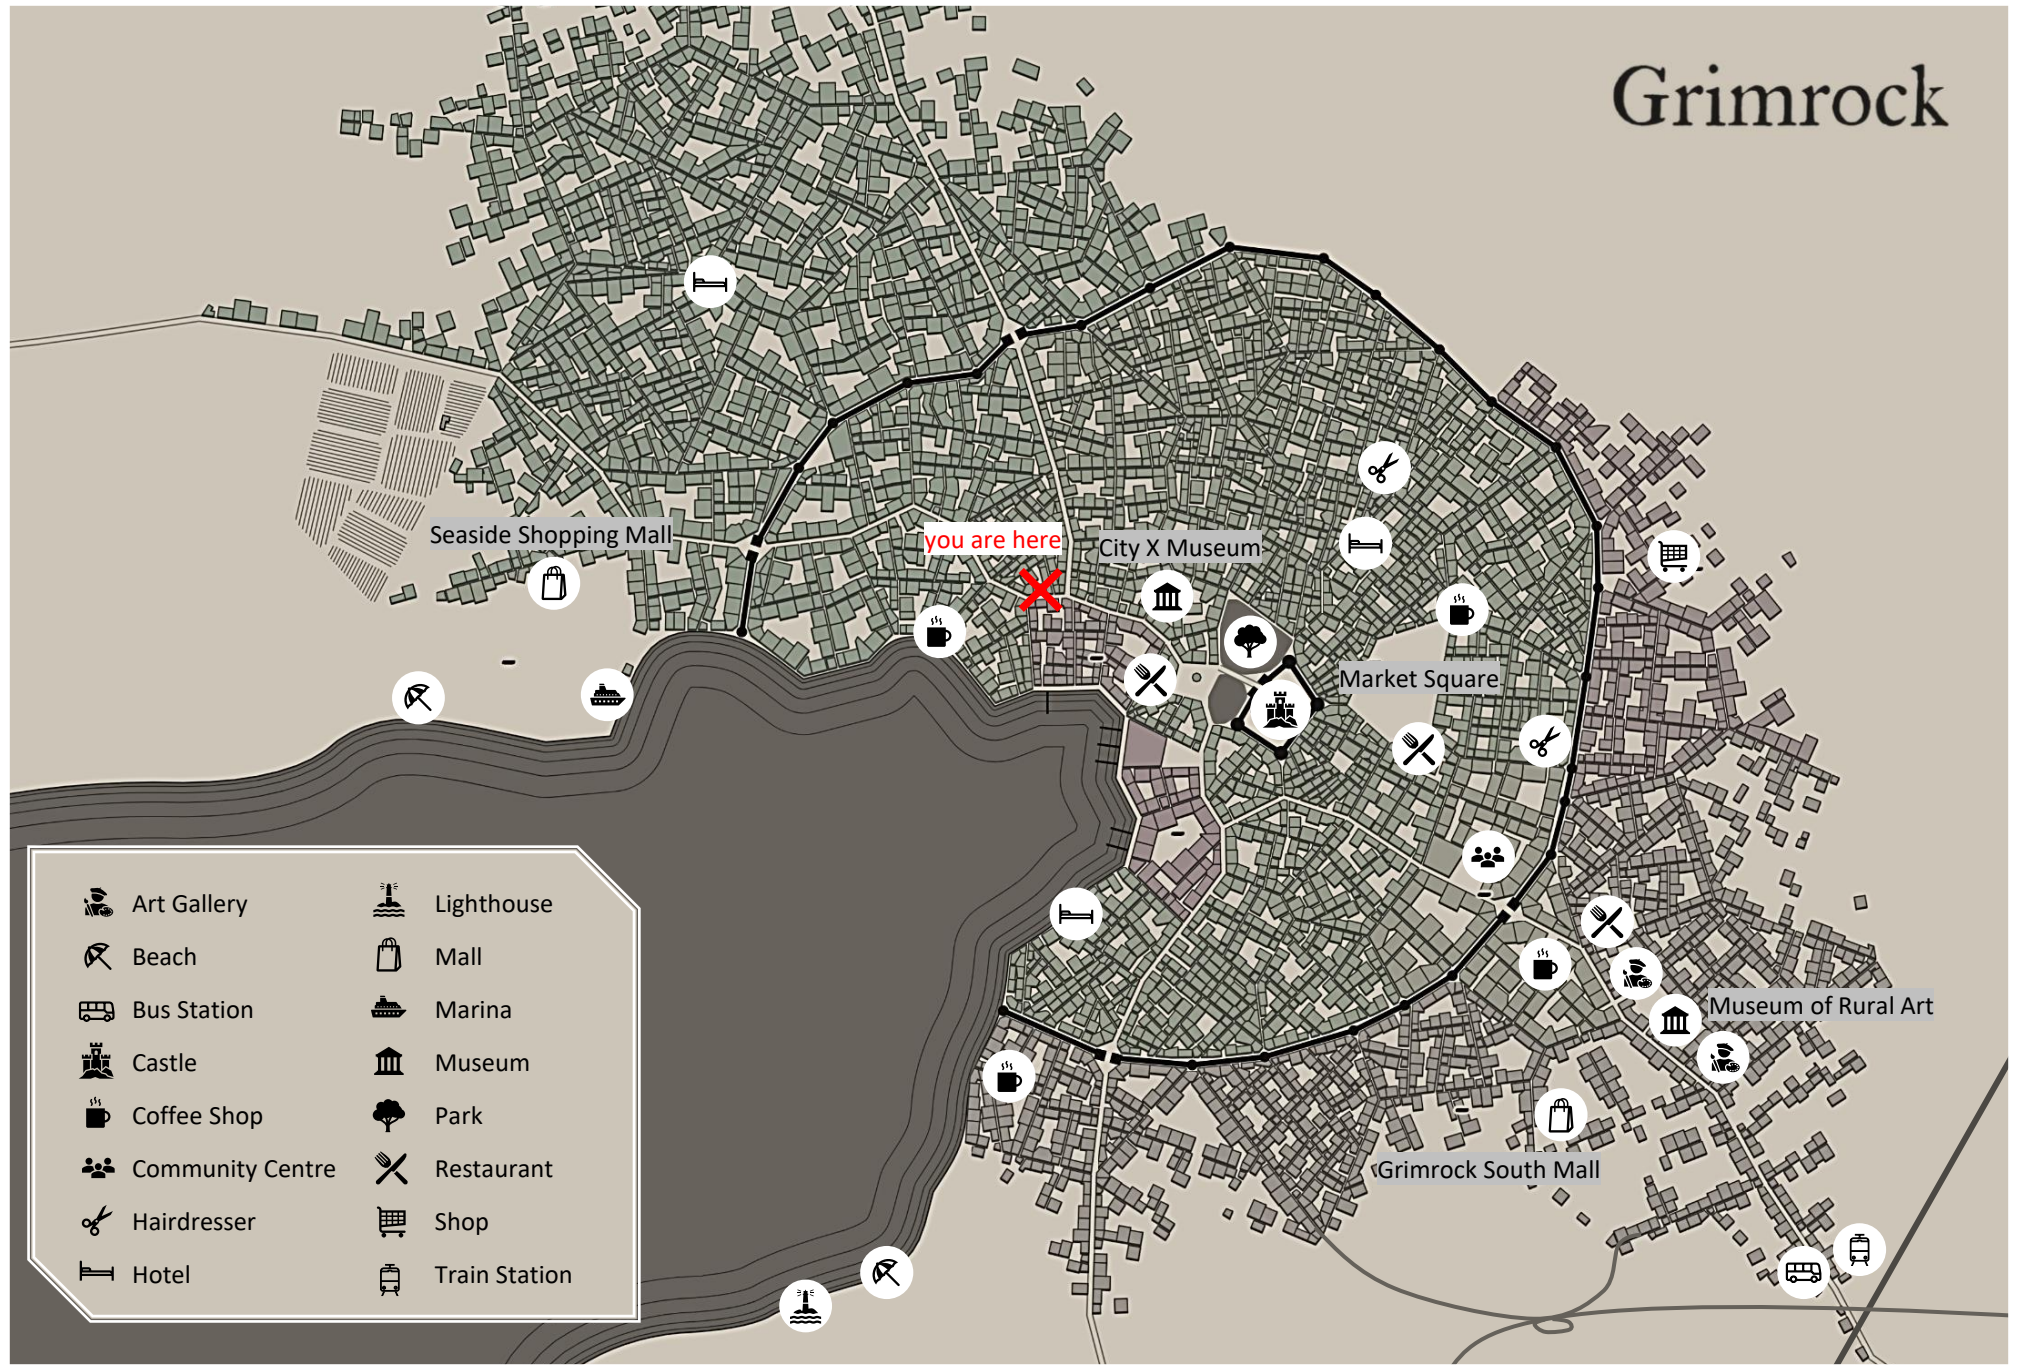 Grimrock
Seaside Shopping Mall
you are here
City X Museum
Market Square
Museum of Rural Art
Grimrock South Mall
Art Gallery
Beach
Bus Station
Castle
Coffee Shop
Community Centre
Hairdresser
Hotel
Lighthouse
Mall
Marina
Museum
Park
Restaurant
Shop
Train Station